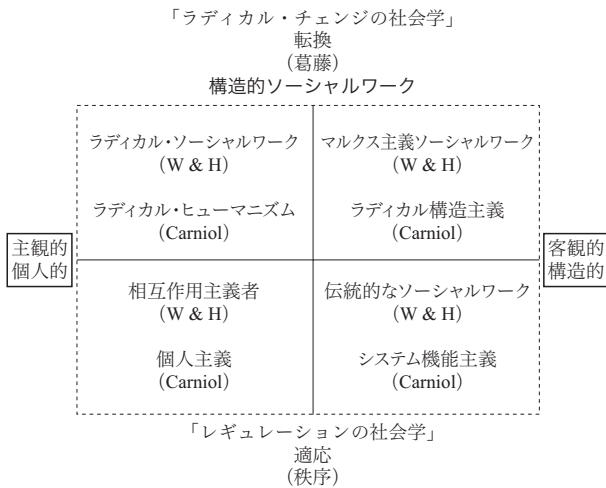 「ラディカル・チェンジの社会学」
転換
(葛藤)
構造的ソーシャルワーク
ラディカル・ソーシャルワーク
(W & H)
ラディカル・ヒューマニズム
(Carniol)
マルクス主義ソーシャルワーク
(W & H)
ラディカル構造主義
(Carniol)
主観的
個人的
客観的
構造的
相互作用主義者
(W & H)
個人主義
(Carniol)
伝統的なソーシャルワーク
(W & H)
システム機能主義
(Carniol)
「レギュレーションの社会学」
適応
(秩序)